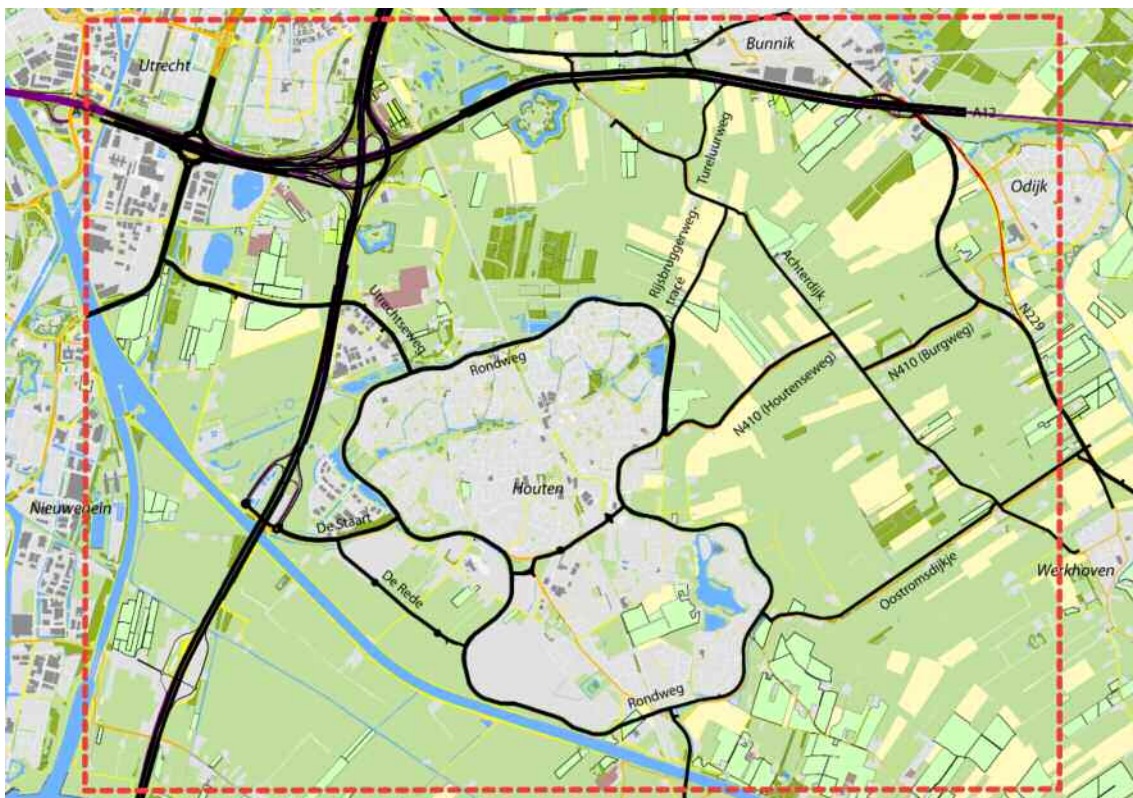 Utrecht
Bunnik
A12
Tureluurweg
Odijk
Rijsbruggerweg-
tracé
Achterdijk
Utrechtseweg
N229
Rondweg
N410 (Burgweg)
N410 (Houtenseweg)
Houten
Nieuwegein
De Staart
De Rede
Oostromsdijkje
Werkhoven
Rondweg